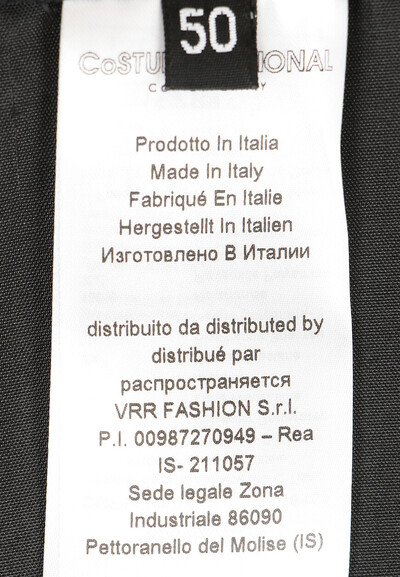 50
Prodotto In Italia
Made In Italy
Fabriqué En Italie
Hergestellt In Italien
Изготовлено В Италии
distribuito da distributed by
distribué par
распространяется
VRR FASHION S.r.l.
P.I. 00987270949 – Rea
IS- 211057
Sede legale Zona
Industriale 86090
Pettoranello del Molise (IS)